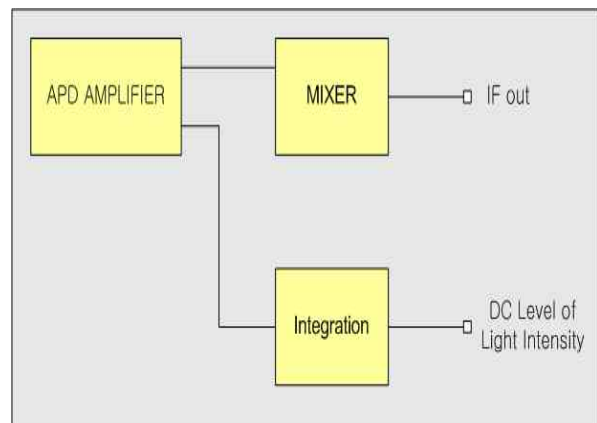 APD AMPLIFIER
MIXER
IF out
Integration
DC Level of
Light Intensity